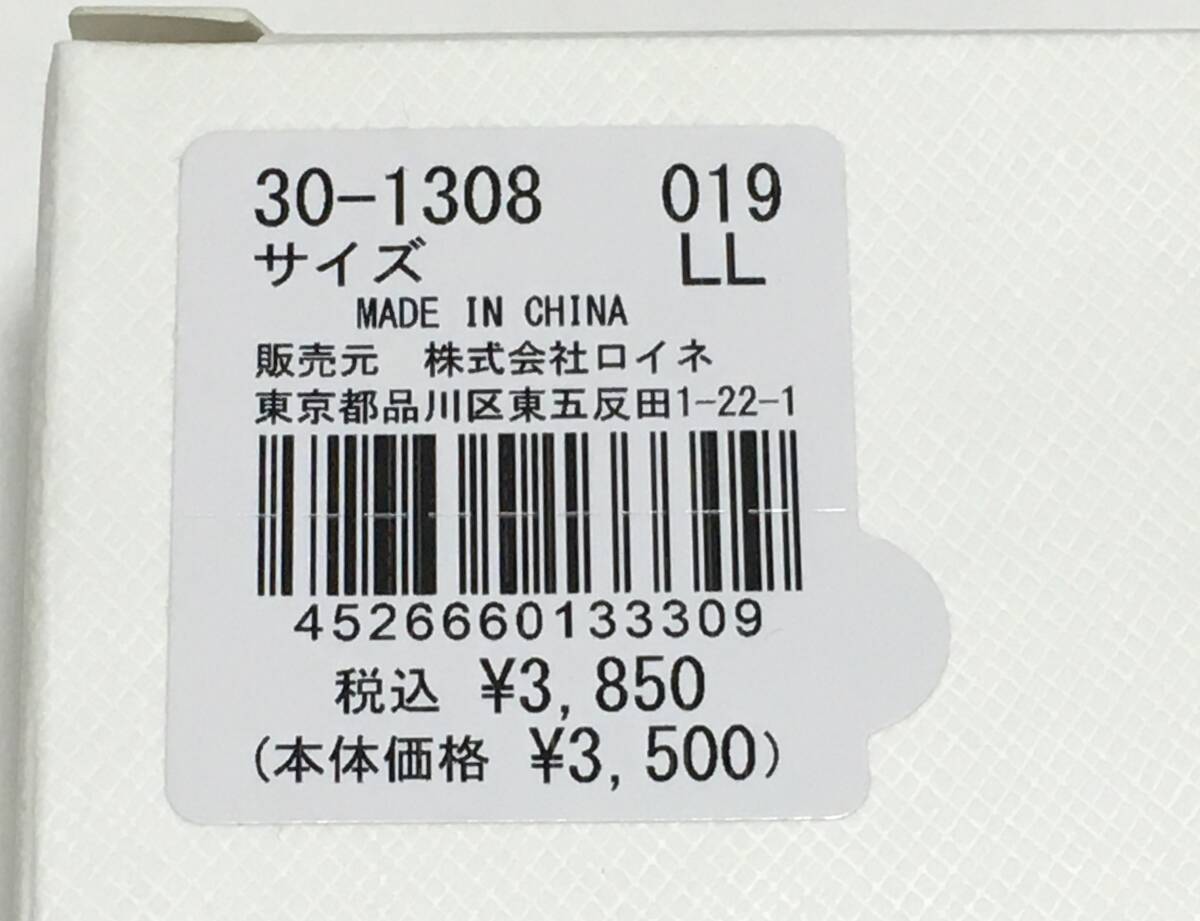 30-1308 019
サイズ LL
MADE IN CHINA
販売元 株式会社ロイネ
東京都品川区東五反田1-22-1
4526660133309
税込 ¥3,850
(本体価格 ¥3,500)